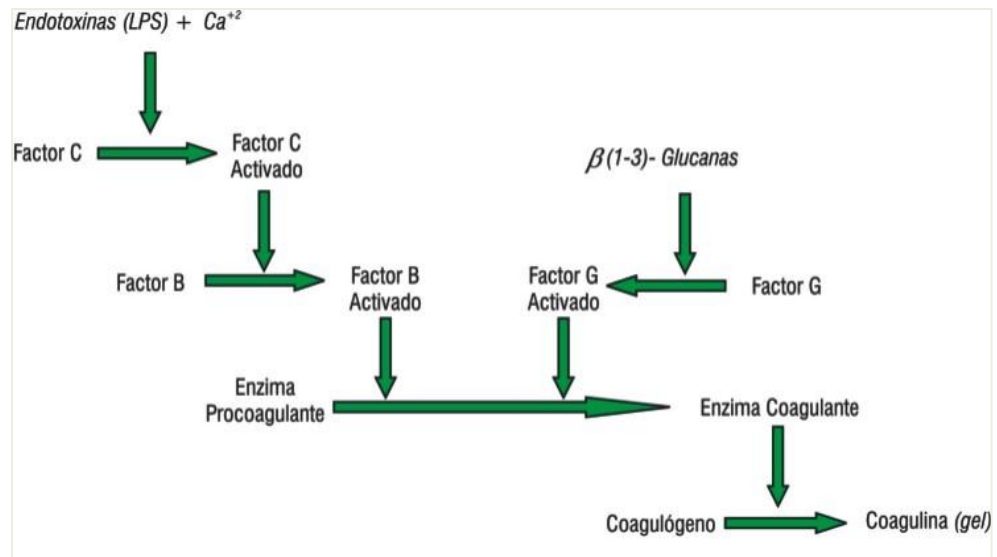 Endotoxinas (LPS) + Ca⁺²
Factor C
Factor C
Activado
β(1-3)- Glucanas
Factor B
Factor B
Activado
Factor G
Activado
Factor G
Enzima
Procoagulante
Enzima Coagulante
Coagulógeno
Coagulina (gel)